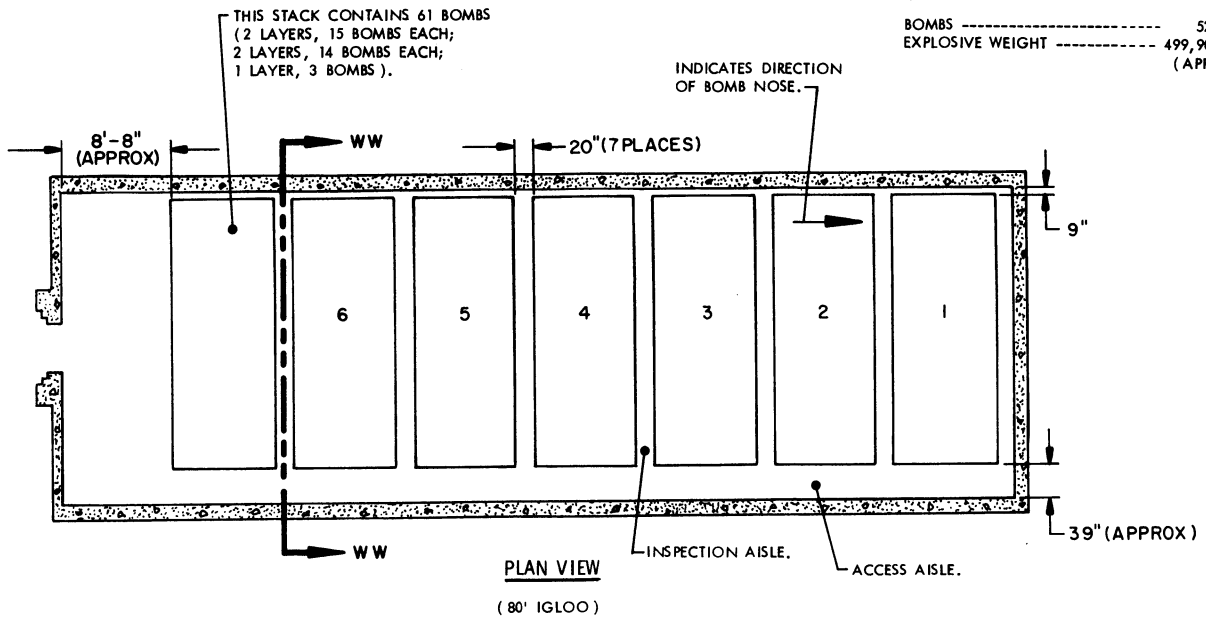 THIS STACK CONTAINS 61 BOMBS
(2 LAYERS, 15 BOMBS EACH;
2 LAYERS, 14 BOMBS EACH;
1 LAYER, 3 BOMBS ).
BOMBS
EXPLOSIVE WEIGHT
INDICATES DIRECTION
OF BOMB NOSE.
8'-8"
(APPROX)
WW
20" (7 PLACES)
9"
6
5
4
3
2
1
39" (APPROX)
WW
INSPECTION AISLE.
ACCESS AISLE.
PLAN VIEW
( 80' IGLOO )